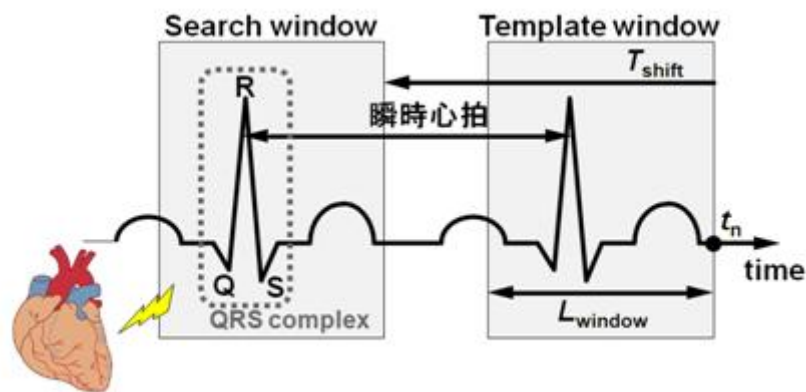 Search window
Template window
T shift
R
瞬時心拍
t n
time
Q
S
QRS complex
L window